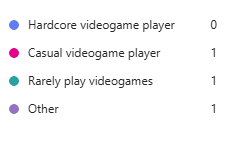 Hardcore videogame player 0
Casual videogame player 1
Rarely play videogames 1
Other 1